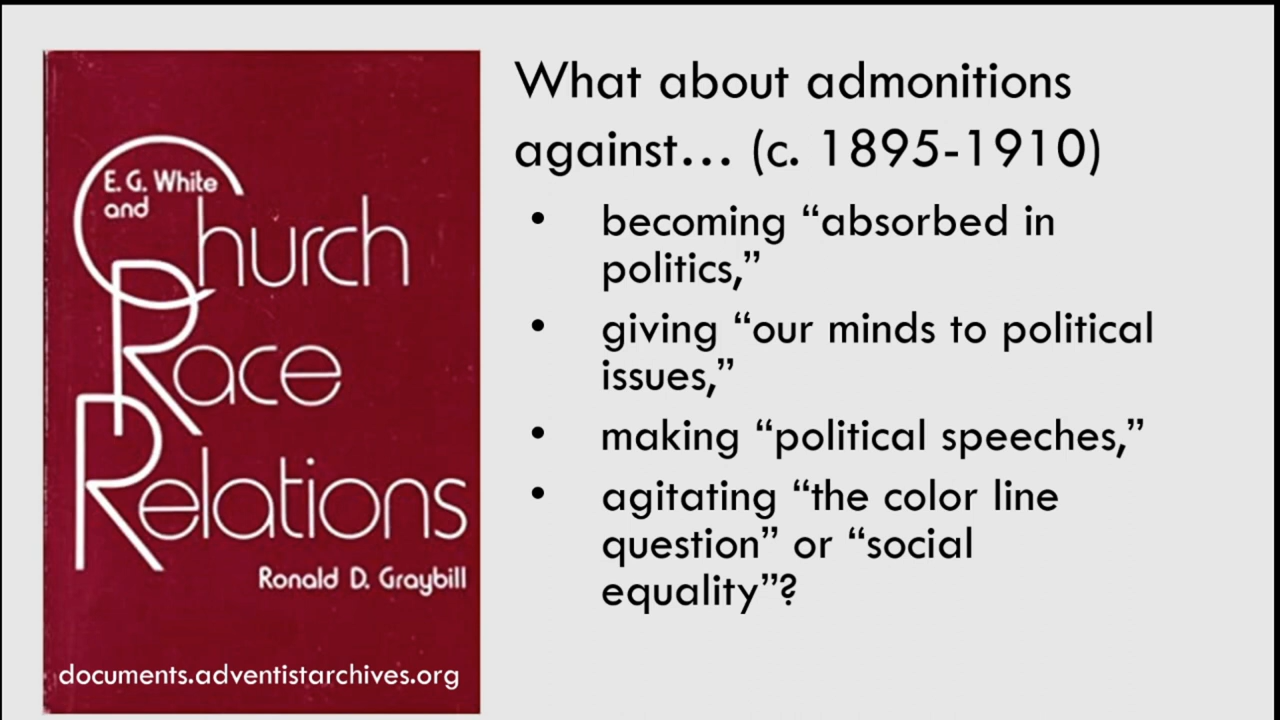 E. G. White
and
Church
Race
Relations
Ronald D. Graybill
documents.adventistarchives.org
What about admonitions
against... (c. 1895-1910)
• becoming “absorbed in
politics,”
• giving “our minds to political
issues,”
• making “political speeches,”
• agitating “the color line
question” or “social
equality”?